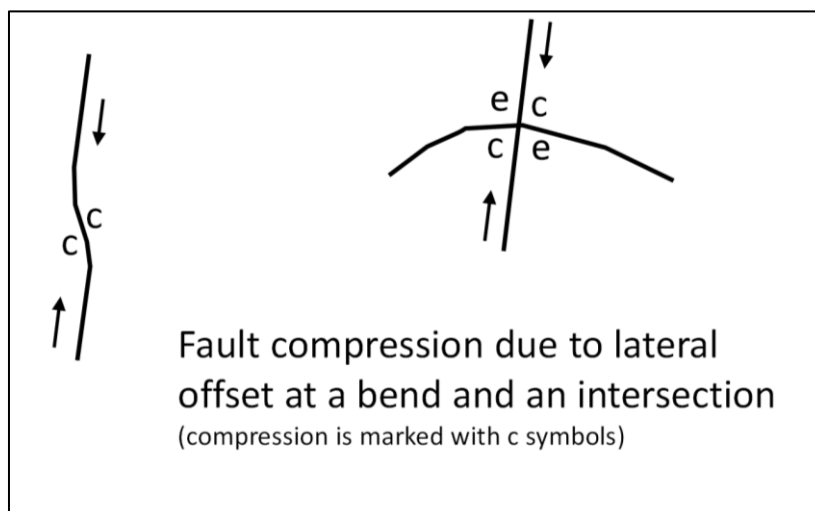 e c
c e
c
c
Fault compression due to lateral
offset at a bend and an intersection
(compression is marked with c symbols)